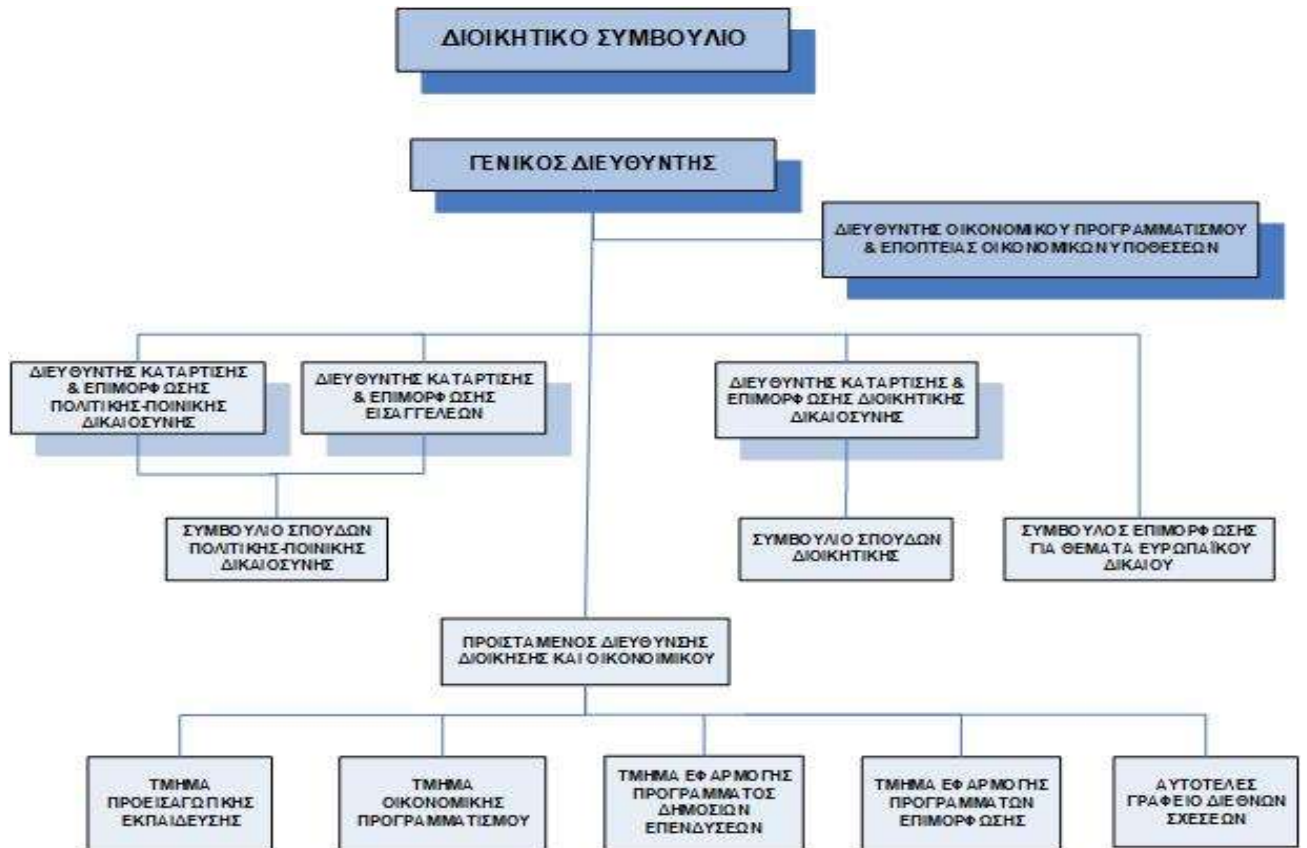 ΔΙΟΙΚΗΤΙΚΟ ΣΥΜΒΟΥΛΙΟ
ΓΕΝΙΚΟΣ ΔΙΕΥΘΥΝΤΗΣ
ΔΙΕΥΘΥΝΤΗΣ ΟΙΚΟΝΟΜΙΚΟΥ ΠΡΟΓΡΑΜΜΑΤΙΣΜΟΥ
& ΕΠΟΠΤΕΙΑΣ ΟΙΚΟΝΟΜΙΚΩΝ ΥΠΟΘΕΣΕΩΝ
ΔΙΕΥΘΥΝΤΗΣ ΚΑΤΑΡΤΙΣΗΣ
& ΕΠΙΜΟΡΦΩΣΗΣ
ΠΟΛΙΤΙΚΗΣ-ΠΟΙΝΙΚΗΣ
ΔΙΚΑΙΟΣΥΝΗΣ
ΔΙΕΥΘΥΝΤΗΣ ΚΑΤΑΡΤΙΣΗΣ
& ΕΠΙΜΟΡΦΩΣΗΣ
ΕΙΣΑΓΓΕΛΕΩΝ
ΔΙΕΥΘΥΝΤΗΣ ΚΑΤΑΡΤΙΣΗΣ &
ΕΠΙΜΟΡΦΩΣΗΣ ΔΙΟΙΚΗΤΙΚΗΣ
ΔΙΚΑΙΟΣΥΝΗΣ
ΣΥΜΒΟΥΛΙΟ ΣΠΟΥΔΩΝ
ΠΟΛΙΤΙΚΗΣ-ΠΟΙΝΙΚΗΣ
ΔΙΚΑΙΟΣΥΝΗΣ
ΣΥΜΒΟΥΛΙΟ ΣΠΟΥΔΩΝ
ΔΙΟΙΚΗΤΙΚΗΣ
ΣΥΜΒΟΥΛΟΣ ΕΠΙΜΟΡΦΩΣΗΣ
ΓΙΑ ΘΕΜΑΤΑ ΕΥΡΩΠΑΪΚΟΥ
ΔΙΚΑΙΟΥ
ΠΡΟΙΣΤΑΜΕΝΟΣ ΔΙΕΥΘΥΝΣΗΣ
ΔΙΟΙΚΗΣΗΣ ΚΑΙ ΟΙΚΟΝΟΙΜΙΚΟΥ
ΤΜΗΜΑ
ΠΡΟΕΙΣΑΓΩΓΙΚΗΣ
ΕΚΠΑΙΔΕΥΣΗΣ
ΤΜΗΜΑ
ΟΙΚΟΝΟΜΙΚΗΣ
ΠΡΟΓΡΑΜΜΑΤΙΣΜΟΥ
ΤΜΗΜΑ ΕΦΑΡΜΟΓΗΣ
ΠΡΟΓΡΑΜΜΑΤΟΣ
ΔΗΜΟΣΙΩΝ
ΕΠΕΝΔΥΣΕΩΝ
ΤΜΗΜΑ ΕΦΑΡΜΟΓΗΣ
ΠΡΟΓΡΑΜΜΑΤΩΝ
ΕΠΙΜΟΡΦΩΣΗΣ
ΑΥΤΟΤΕΛΕΣ
ΓΡΑΦΕΙΟ ΔΙΕΘΝΩΝ
ΣΧΕΣΕΩΝ